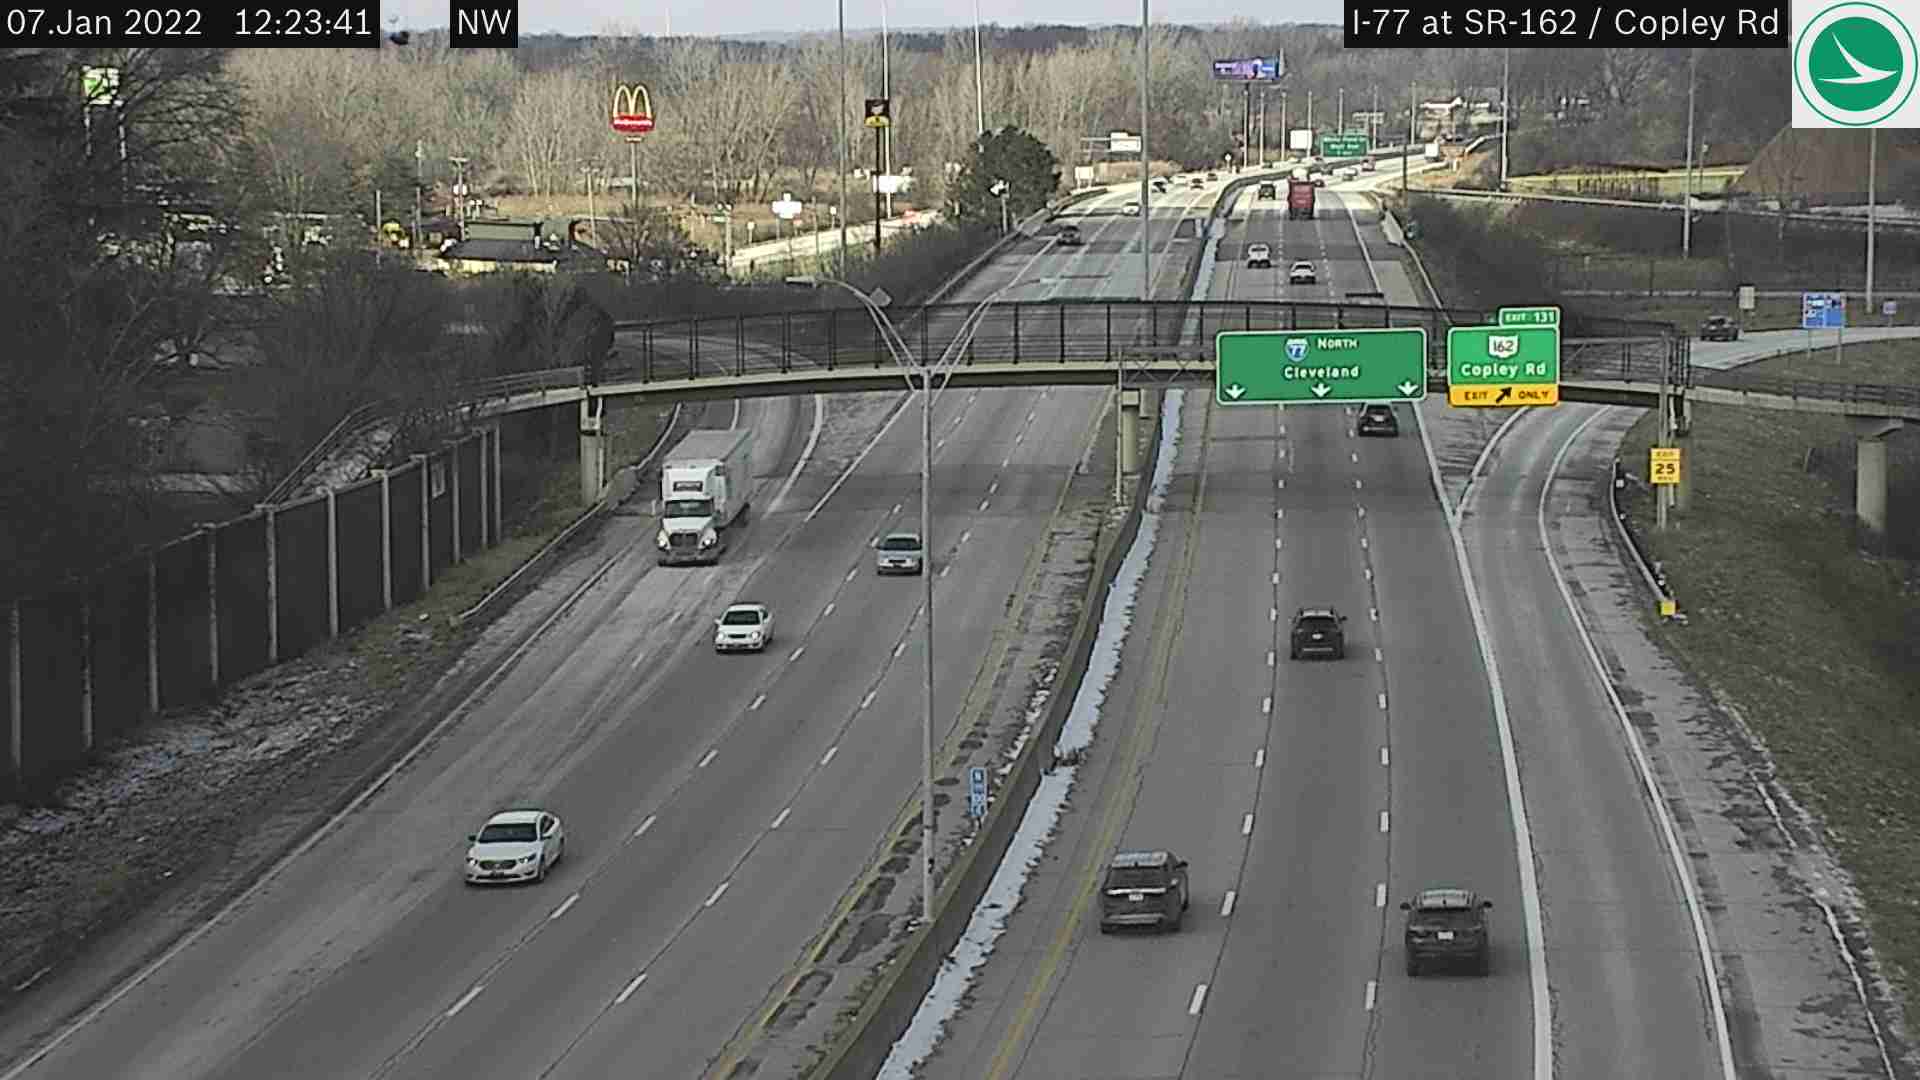 07.Jan 2022 12:23:41
NW
I-77 at SR-162 / Copley Rd
McDonald's
EXIT 131
77 NORTH
Cleveland
162
Copley Rd
EXIT ONLY
EXIT
25